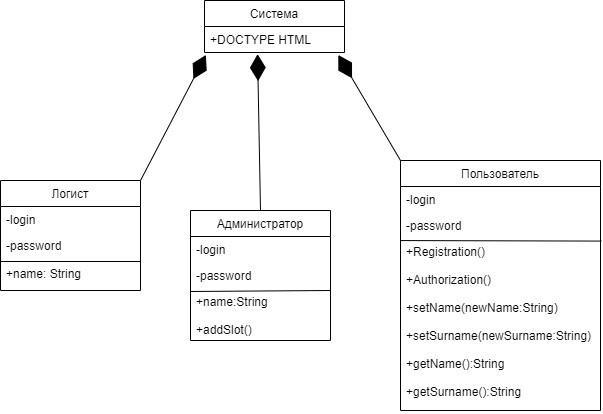 Система
+DOCTYPE HTML
Логист
-login
-password
+name: String
Администратор
-login
-password
+name:String
+addSlot()
Пользователь
-login
-password
+Registration()
+Authorization()
+setName(newName:String)
+setSurname(newSurname:String)
+getName():String
+getSurname():String